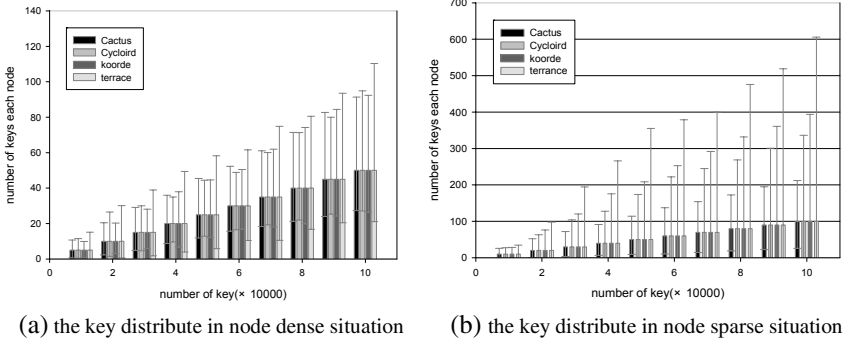 140
120
100
80
60
40
20
0
number of keys each node
Cactus
Cycloird
koorde
terrace
0 2 4 6 8 10
number of key(× 10000)
(a) the key distribute in node dense situation
700
600
500
400
300
200
100
0
number of keys each node
Cactus
Cycloird
koorde
terrance
0 2 4 6 8 10
number of key(× 10000)
(b) the key distribute in node sparse situation